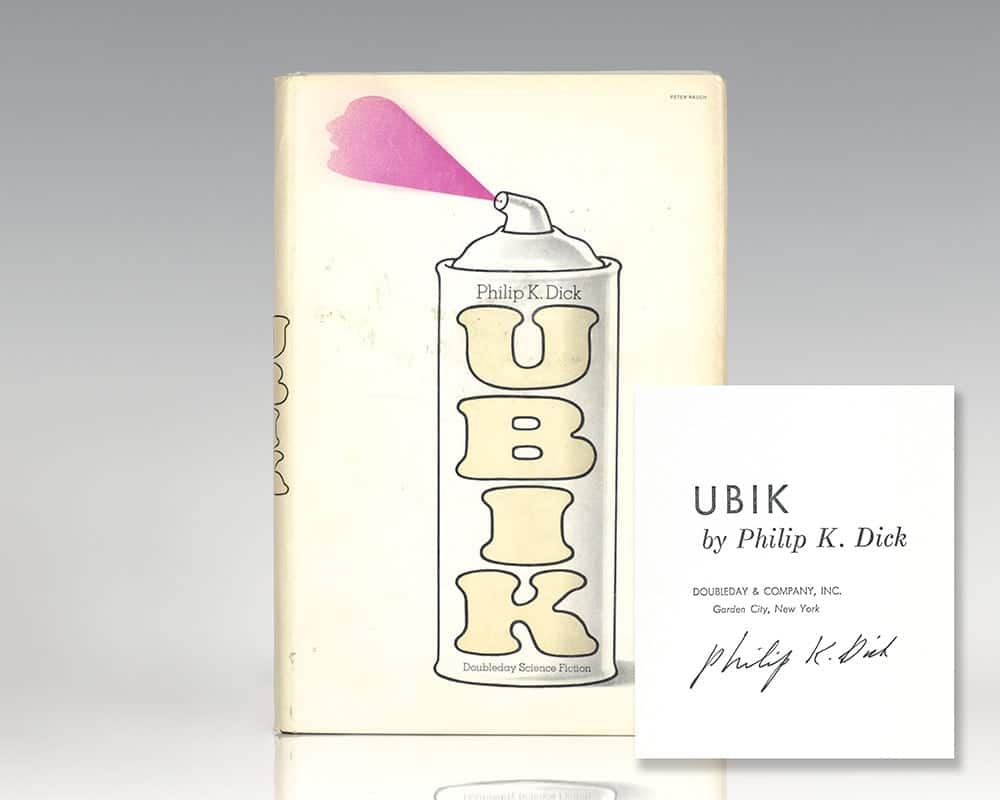 PETER RAUCH
Philip K. Dick
U
B
I
K
Doubleday Science Fiction
UBIK
by Philip K. Dick
DOUBLEDAY & COMPANY, INC.
Garden City, New York
Philip K. Dick